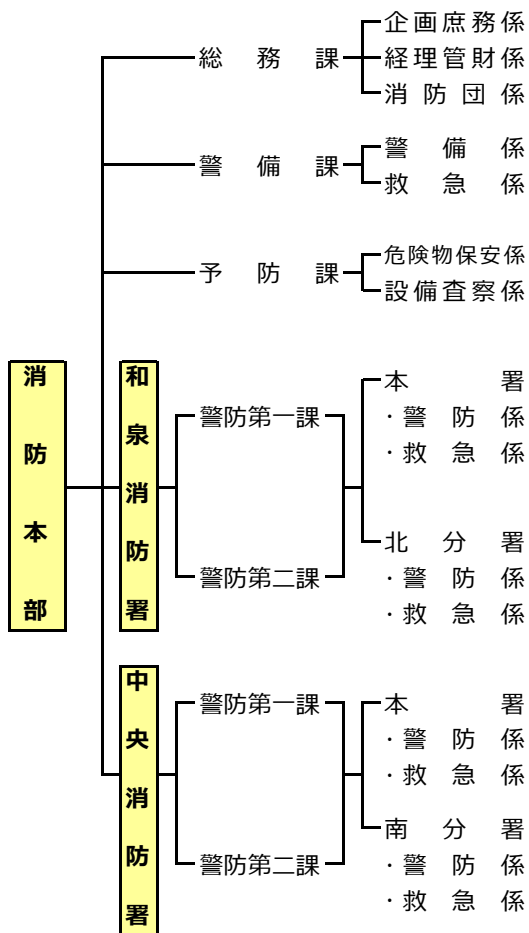 消防本部
総務課
企画庶務係
経理管財係
消防団係
警備課
警備係
救急係
予防課
危険物保安係
設備査察係
和泉消防署
警防第一課
警防第二課
本署
・警防係
・救急係
北分署
・警防係
・救急係
中央消防署
警防第一課
警防第二課
本署
・警防係
・救急係
南分署
・警防係
・救急係